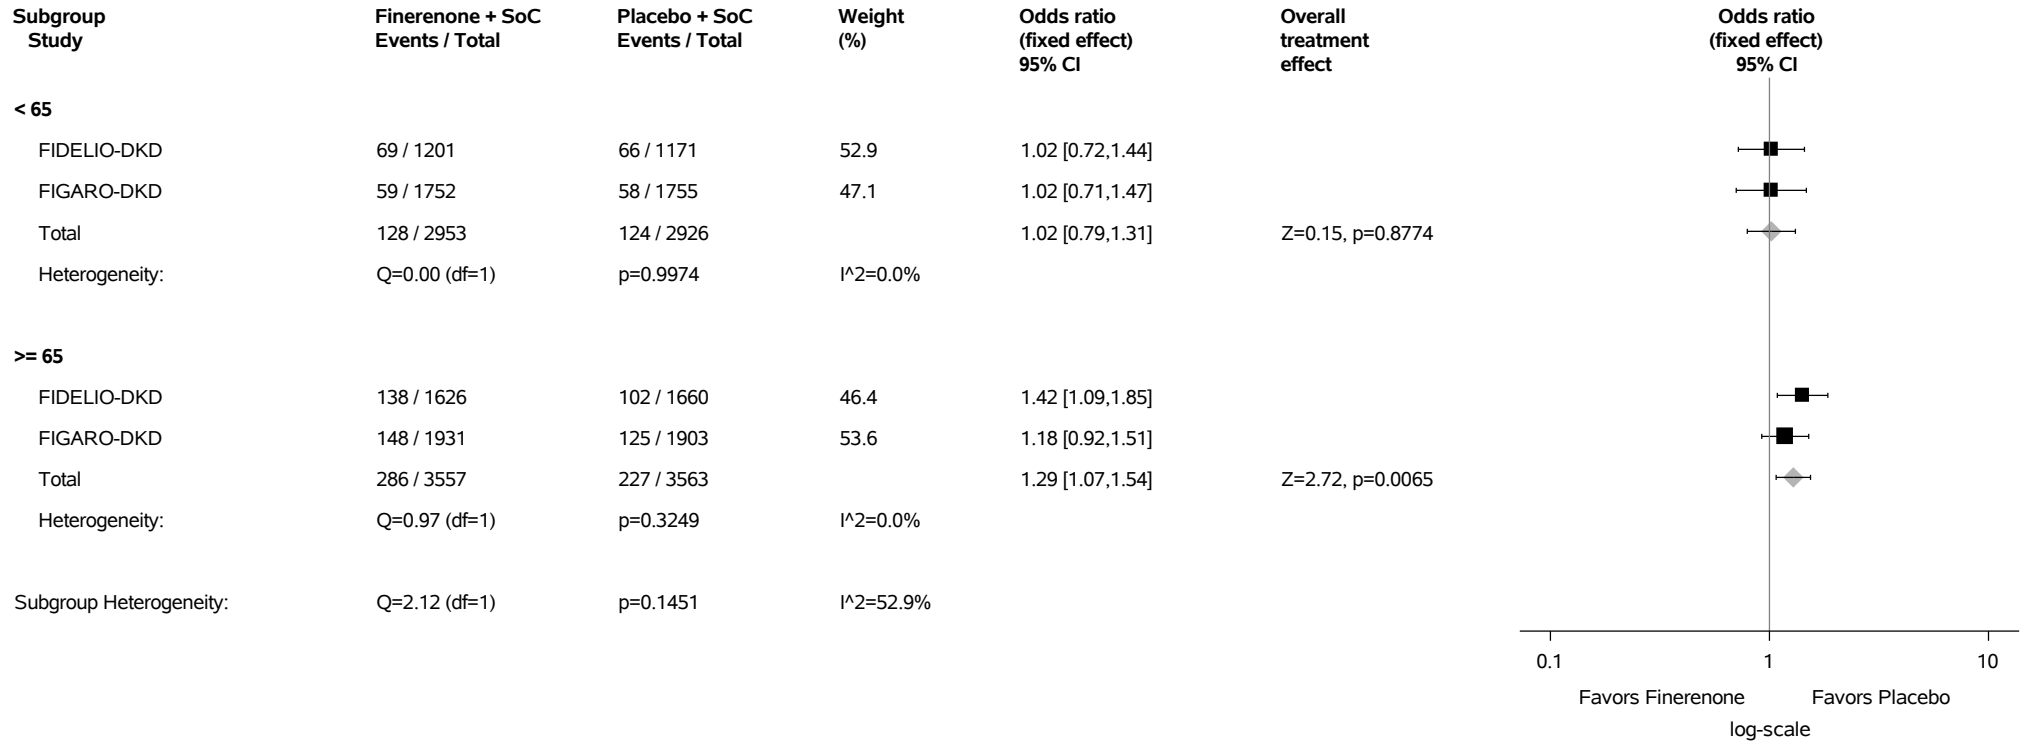 Subgroup Finerenone + SoC Placebo + SoC Weight Odds ratio Overall Odds ratio
Study Events / Total Events / Total (%) (fixed effect) treatment (fixed effect)
95% CI effect 95% CI
< 65
FIDELIO-DKD 69 / 1201 66 / 1171 52.9 1.02 [0.72,1.44]
FIGARO-DKD 59 / 1752 58 / 1755 47.1 1.02 [0.71,1.47]
Total 128 / 2953 124 / 2926 1.02 [0.79,1.31] Z=0.15, p=0.8774
Heterogeneity: Q=0.00 (df=1) p=0.9974 I^2=0.0%
>= 65
FIDELIO-DKD 138 / 1626 102 / 1660 46.4 1.42 [1.09,1.85]
FIGARO-DKD 148 / 1931 125 / 1903 53.6 1.18 [0.92,1.51]
Total 286 / 3557 227 / 3563 1.29 [1.07,1.54] Z=2.72, p=0.0065
Heterogeneity: Q=0.97 (df=1) p=0.3249 I^2=0.0%
Subgroup Heterogeneity: Q=2.12 (df=1) p=0.1451 I^2=52.9%
0.1 1 10
Favors Finerenone Favors Placebo
log-scale